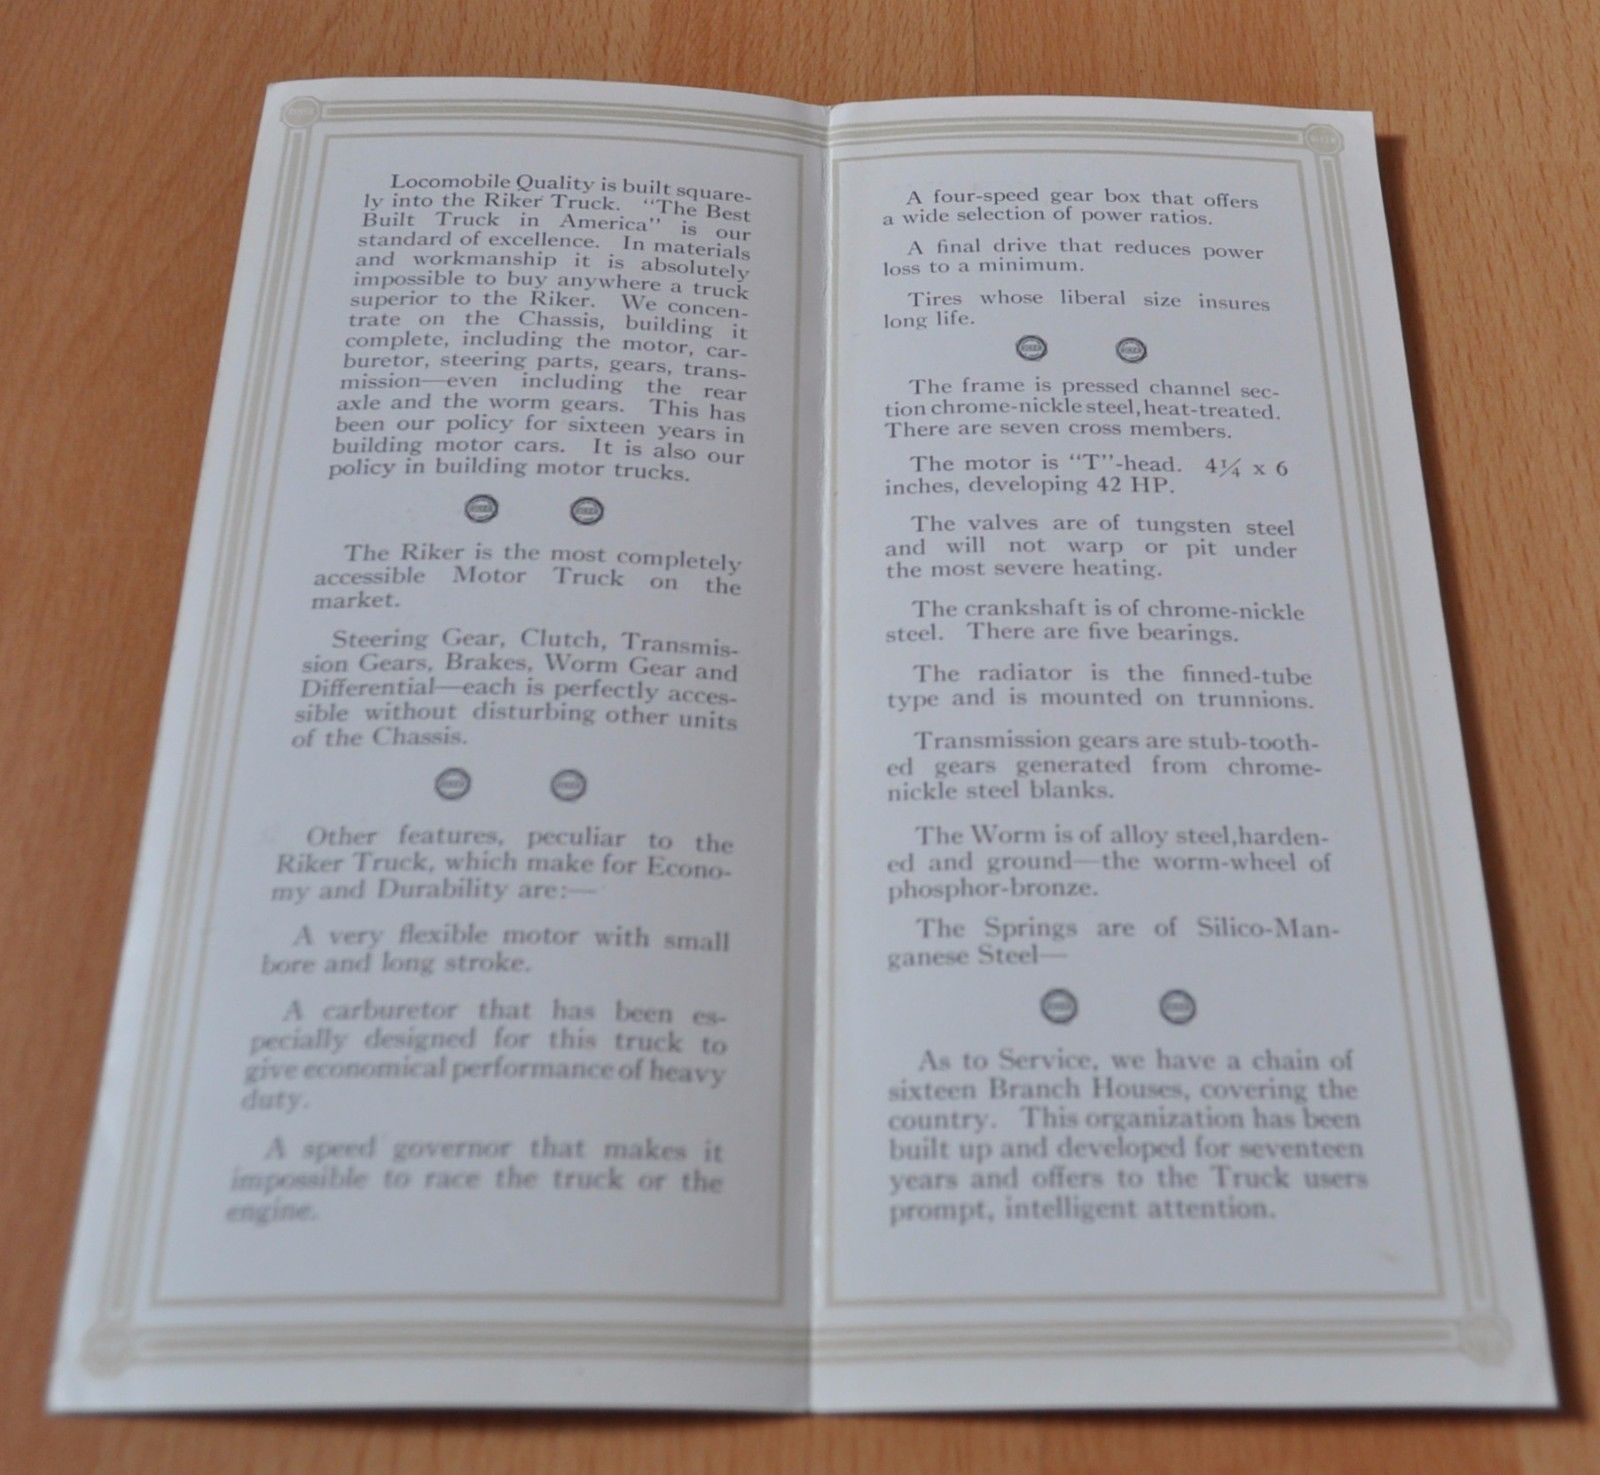 Locomobile Quality is built square-
ly into the Riker Truck. "The Best
Built Truck in America" is our
standard of excellence. In materials
and workmanship it is absolutely
impossible to buy anywhere a truck
superior to the Riker. We concen-
trate on the Chassis, building it
complete, including the motor, car-
buretor, steering parts, gears, trans-
mission—even including the rear
axle and the worm gears. This has
been our policy for sixteen years in
building motor cars. It is also our
policy in building motor trucks.
RIKER RIKER
The Riker is the most completely
accessible Motor Truck on the
market.
Steering Gear, Clutch, Transmis-
sion Gears, Brakes, Worm Gear and
Differential—each is perfectly acces-
sible without disturbing other units
of the Chassis.
RIKER RIKER
Other features, peculiar to the
Riker Truck, which make for Econo-
my and Durability are:—
A very flexible motor with small
bore and long stroke.
A carburetor that has been es-
pecially designed for this truck to
give economical performance of heavy
duty.
A speed governor that makes it
impossible to race the truck or the
engine.
A four-speed gear box that offers
a wide selection of power ratios.
A final drive that reduces power
loss to a minimum.
Tires whose liberal size insures
long life.
RIKER RIKER
The frame is pressed channel sec-
tion chrome-nickle steel, heat-treated.
There are seven cross members.
The motor is "T"-head. 4¼ x 6
inches, developing 42 HP.
The valves are of tungsten steel
and will not warp or pit under
the most severe heating.
The crankshaft is of chrome-nickle
steel. There are five bearings.
The radiator is the finned-tube
type and is mounted on trunnions.
Transmission gears are stub-tooth-
ed gears generated from chrome-
nickle steel blanks.
The Worm is of alloy steel, harden-
ed and ground—the worm-wheel of
phosphor-bronze.
The Springs are of Silico-Man-
ganese Steel—
RIKER RIKER
As to Service, we have a chain of
sixteen Branch Houses, covering the
country. This organization has been
built up and developed for seventeen
years and offers to the Truck users
prompt, intelligent attention.